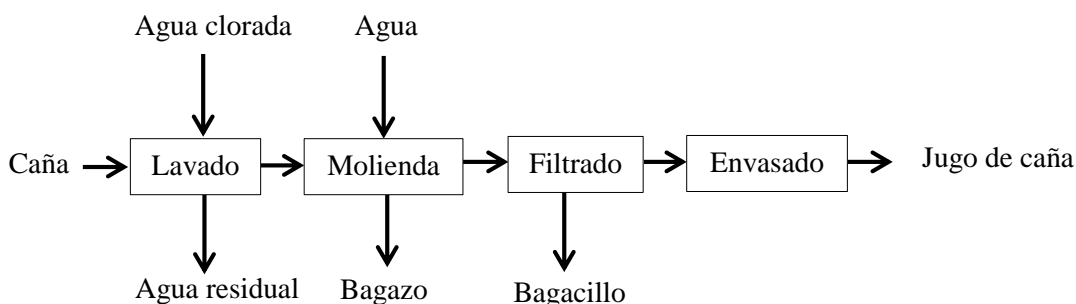 Agua clorada
Agua
Caña
Lavado
Molienda
Filtrado
Envasado
Jugo de caña
Agua residual
Bagazo
Bagacillo